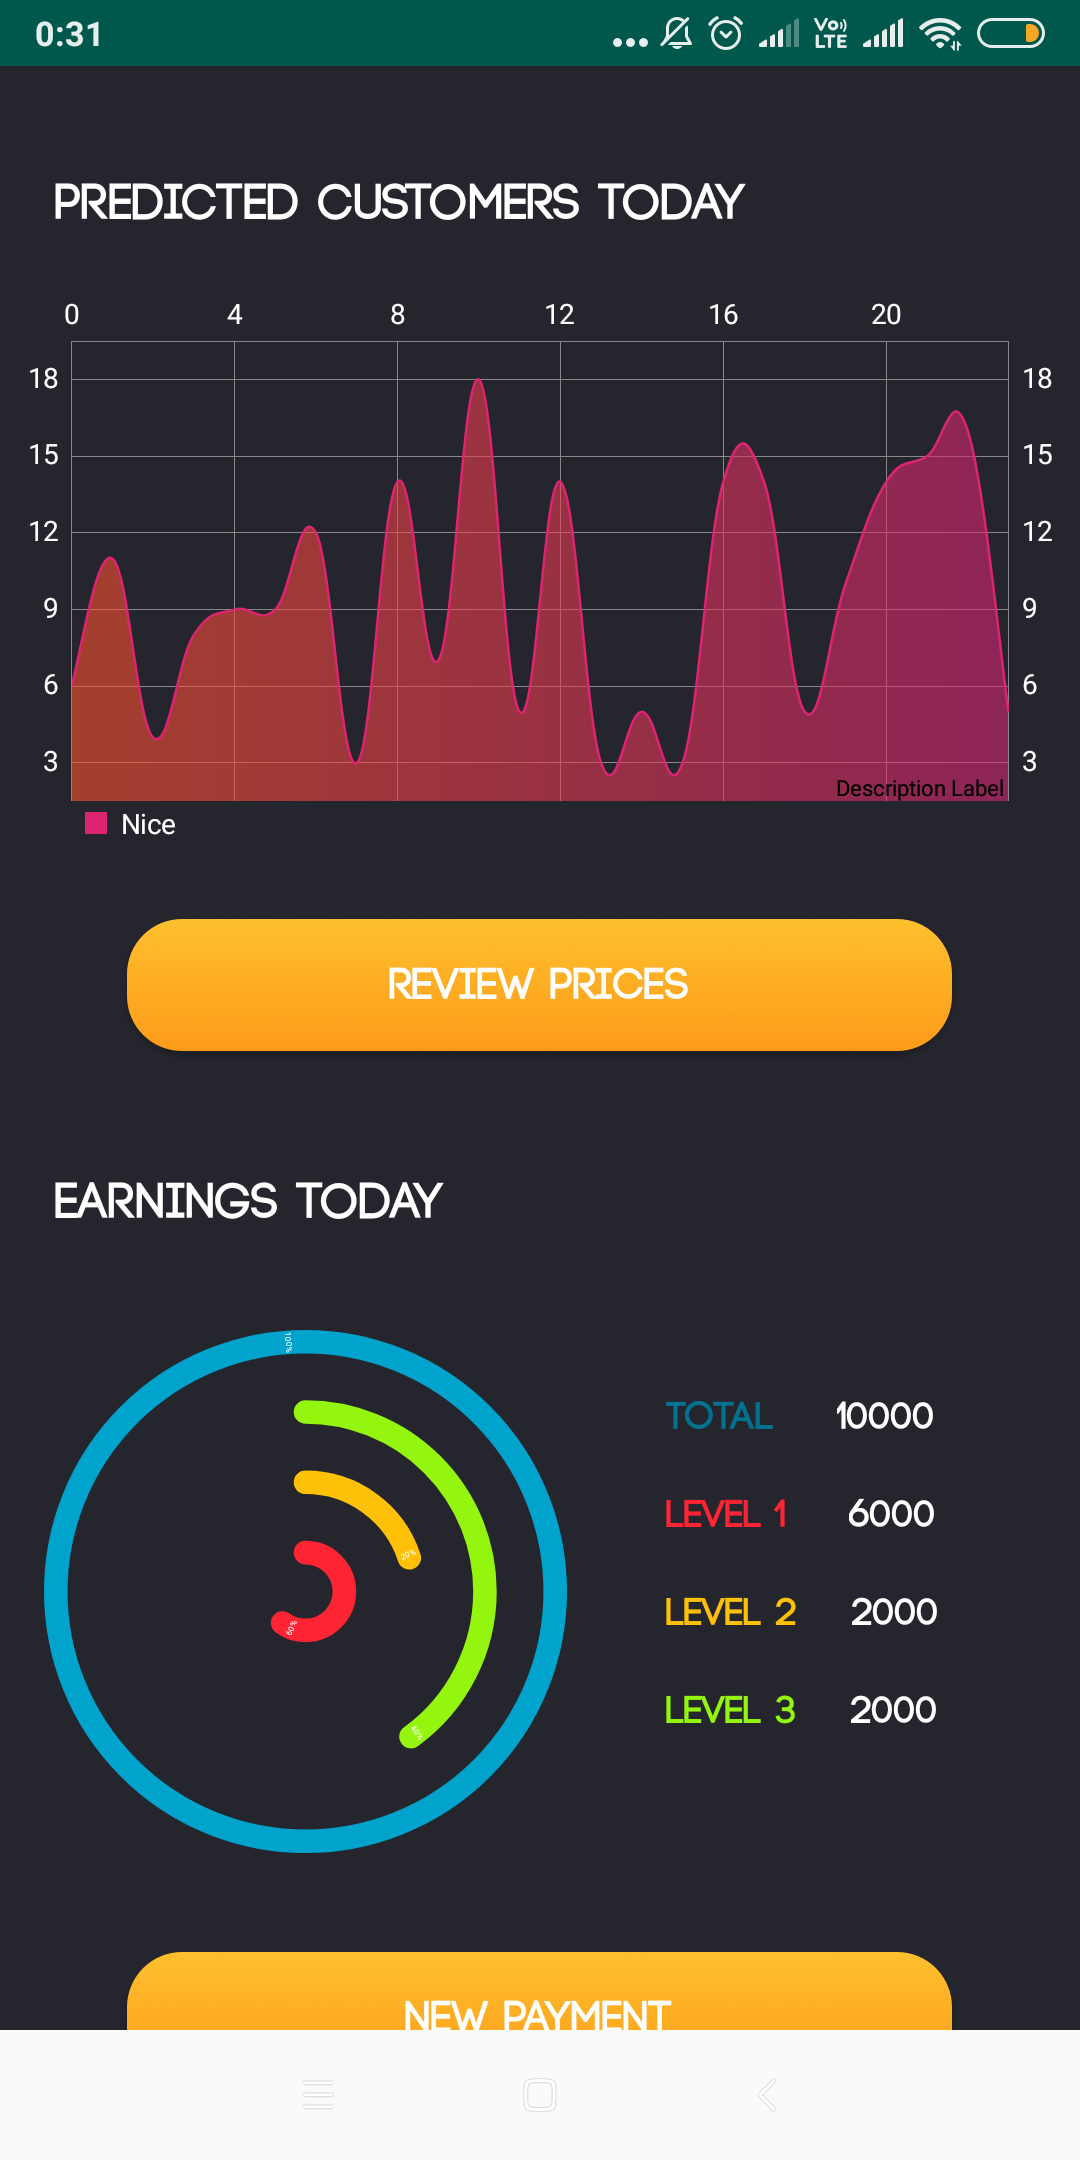 0:31
Vo LTE
PREDICTED CUSTOMERS TODAY
0 4 8 12 16 20
18 18
15 15
12 12
9 9
6 6
3 3
Description Label
Nice
REVIEW PRICES
EARNINGS TODAY
100%
TOTAL 10000
LEVEL 1 6000
20%
LEVEL 2 2000
60%
LEVEL 3 2000
40%
NEW PAYMENT